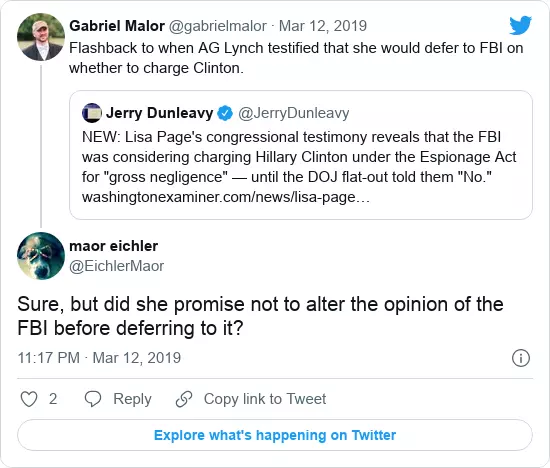 Gabriel Malor @gabrielmalor · Mar 12, 2019
Flashback to when AG Lynch testified that she would defer to FBI on
whether to charge Clinton.
Jerry Dunleavy @JerryDunleavy
NEW: Lisa Page's congressional testimony reveals that the FBI
was considering charging Hillary Clinton under the Espionage Act
for "gross negligence" — until the DOJ flat-out told them "No."
washingtonexaminer.com/news/lisa-page…
maor eichler
@EichlerMaor
Sure, but did she promise not to alter the opinion of the
FBI before deferring to it?
11:17 PM · Mar 12, 2019
2 Reply Copy link to Tweet
Explore what's happening on Twitter